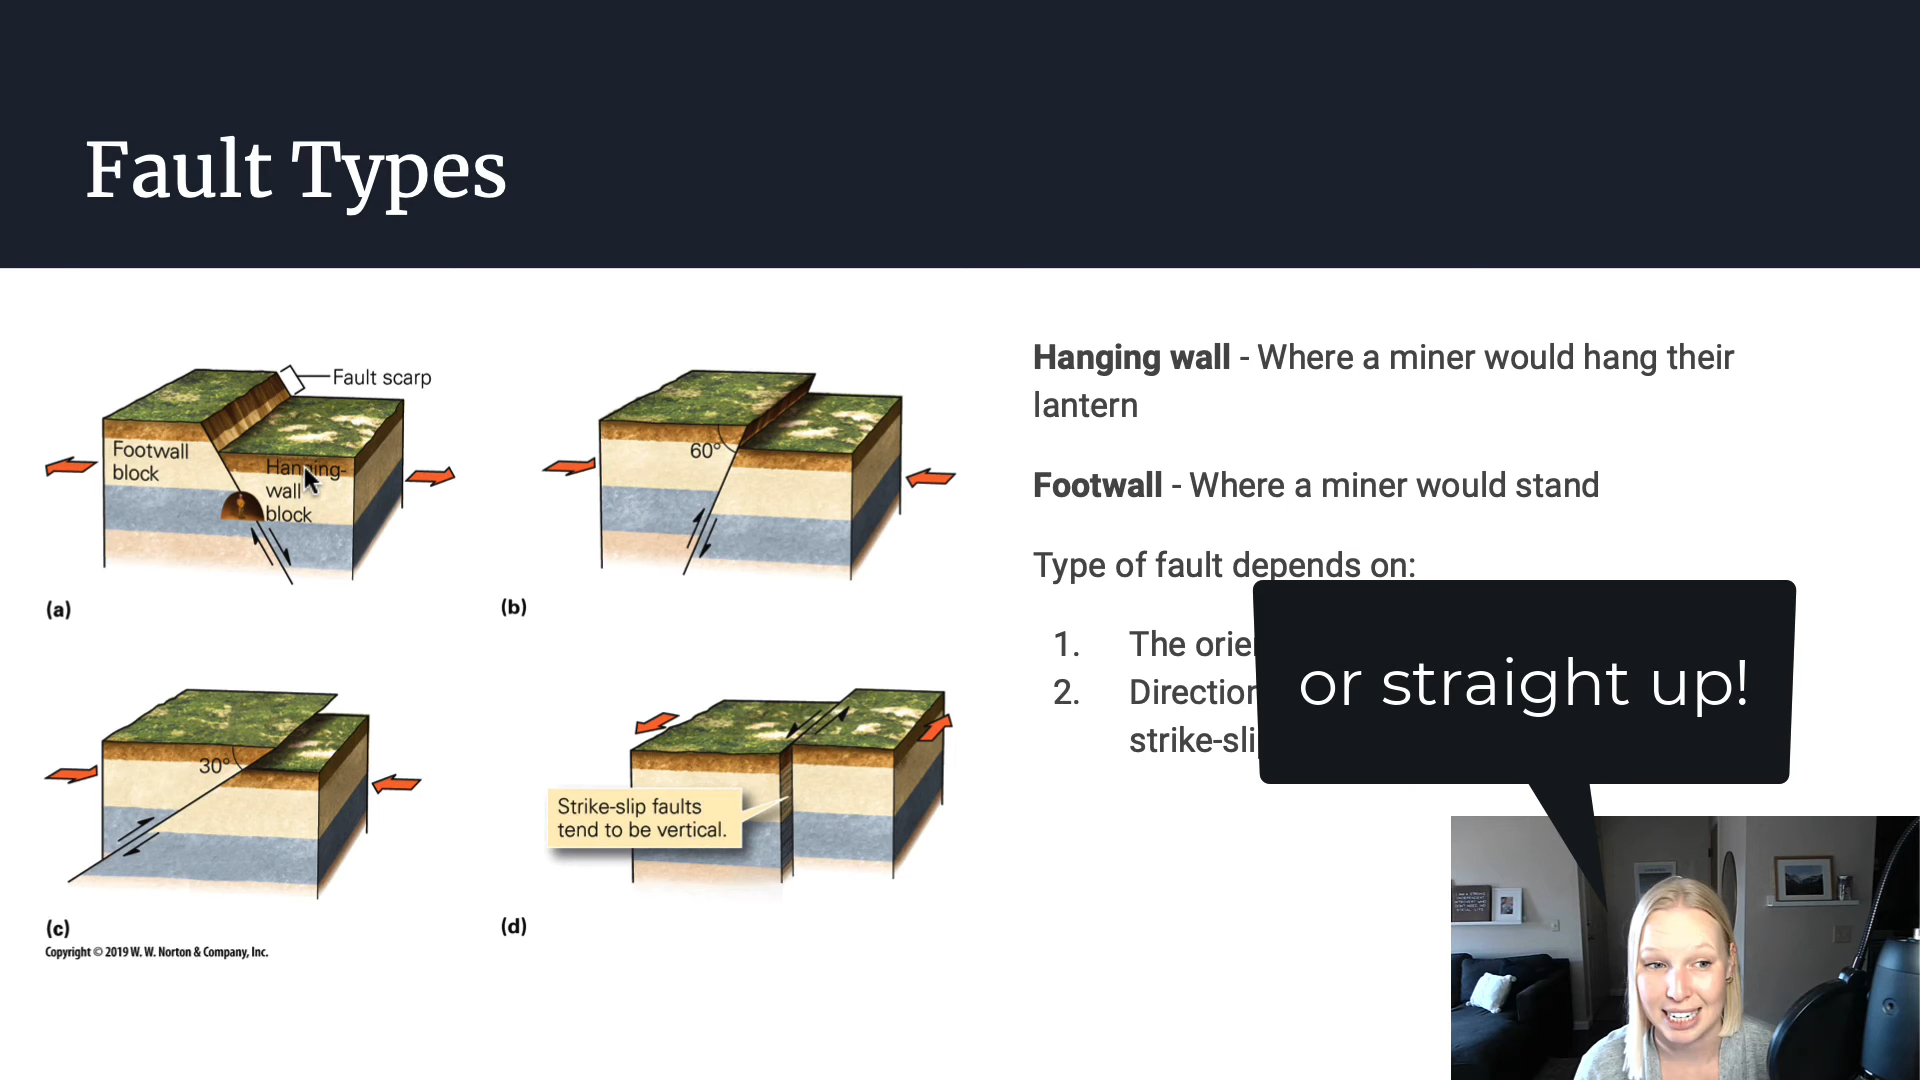 Fault Types
Fault scarp
Footwall
block
Hanging-
wall
block
(a)
60°
(b)
30°
(c)
Strike-slip faults
tend to be vertical.
(d)
Copyright © 2019 W. W. Norton & Company, Inc.
Hanging wall - Where a miner would hang their
lantern
Footwall - Where a miner would stand
Type of fault depends on:
1. The
2. Direction
or straight up!